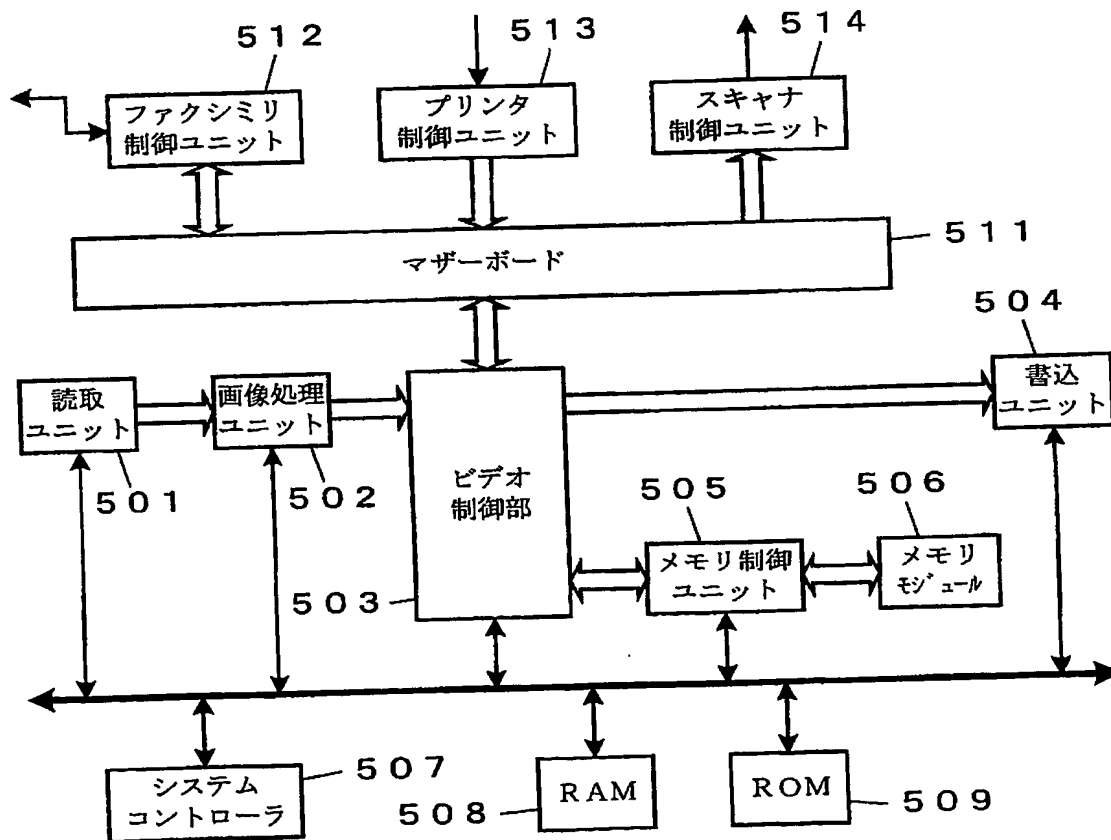 ５１２
５１３
５１４
ファクシミリ
制御ユニット
プリンタ
制御ユニット
スキャナ
制御ユニット
マザーボード
５１１
５０４
読取
ユニット
画像処理
ユニット
書込
ユニット
５０１
５０２
ビデオ
制御部
５０５
５０６
メモリ制御
ユニット
メモリ
ﾓｼﾞｭｰﾙ
５０３
システム
コントローラ
５０７
RAM
５０８
ROM
５０９